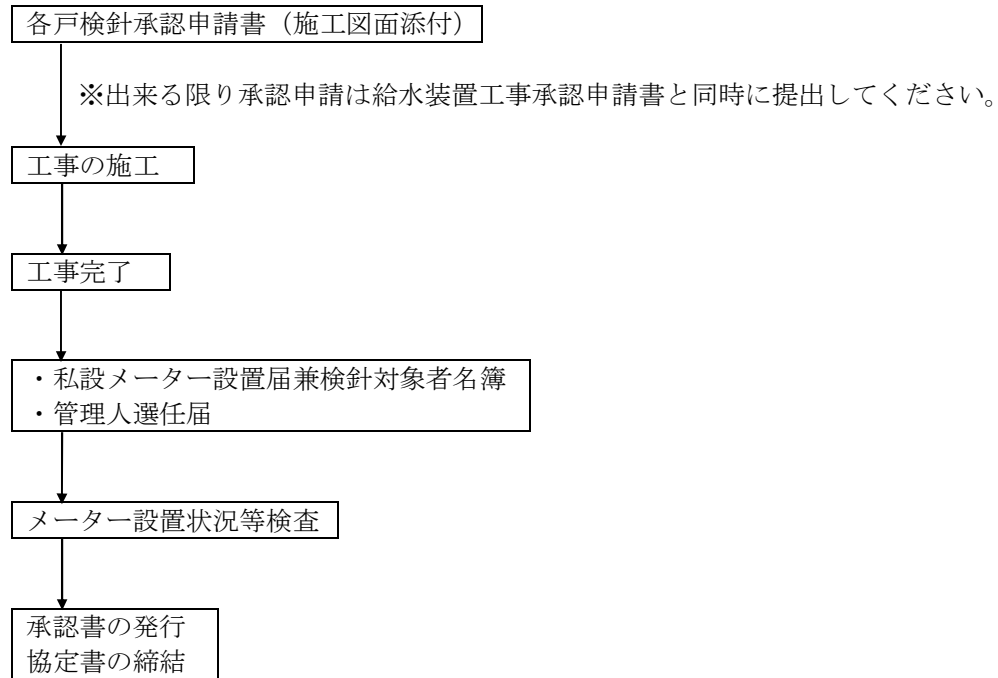 各戸検針承認申請書（施工図面添付）
※出来る限り承認申請は給水装置工事承認申請書と同時に提出してください。
工事の施工
工事完了
・私設メーター設置届兼検針対象者名簿
・管理人選任届
メーター設置状況等検査
承認書の発行
協定書の締結